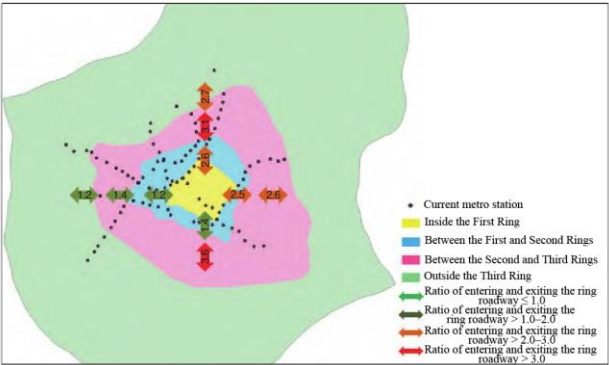 2.7
3.1
2.6
1.2
1.4
1.2
2.5
2.6
1.4
3.6
Current metro station
Inside the First Ring
Between the First and Second Rings
Between the Second and Third Rings
Outside the Third Ring
Ratio of entering and exiting the ring
roadway ≤ 1.0
Ratio of entering and exiting the
ring roadway > 1.0–2.0
Ratio of entering and exiting the ring
roadway > 2.0–3.0
Ratio of entering and exiting the ring
roadway > 3.0